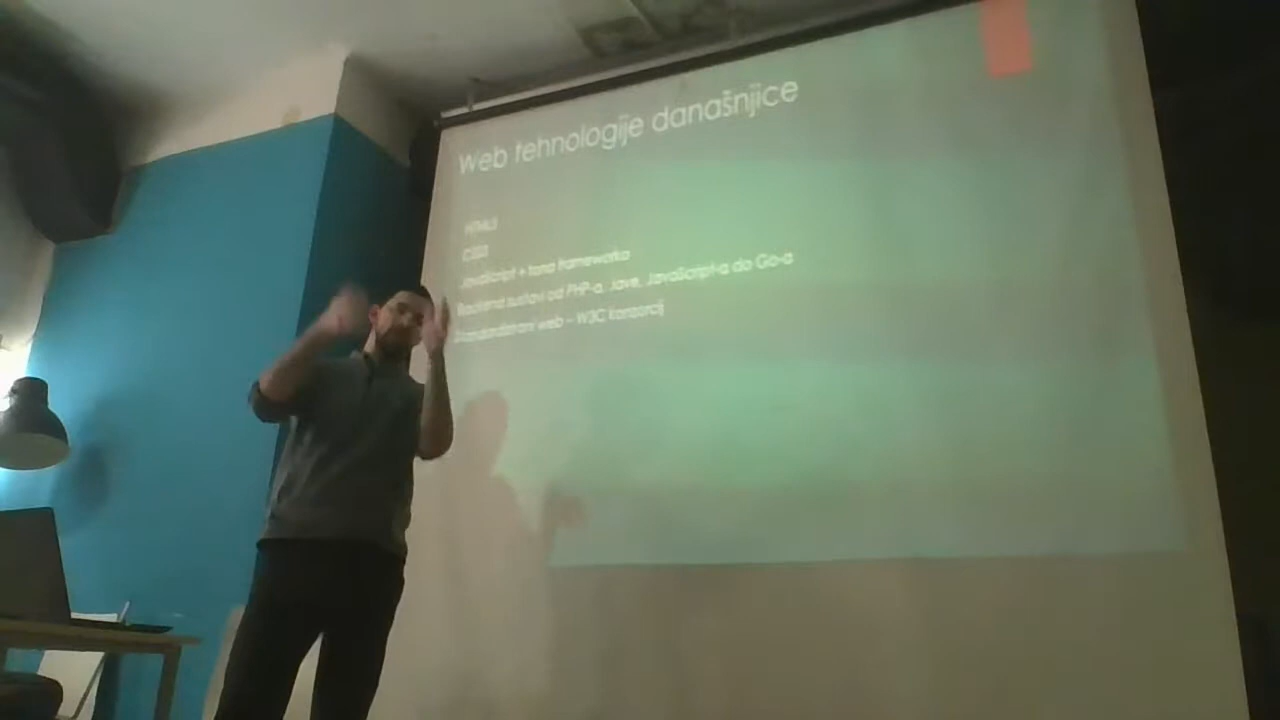 Web tehnologije današnjice
HTML5
CSS3
JavaScript + tona frameworka
Backend sustavi od PHP-a, Jave, JavaScript-a do Go-a
Standardizirani web – W3C konzorcij